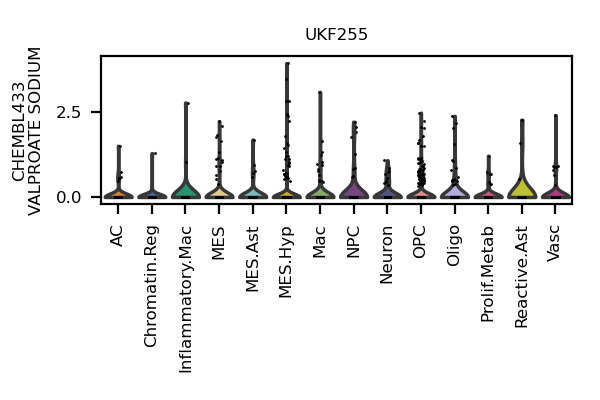 UKF255
CHEMBL433
VALPROATE SODIUM
2.5
0.0
AC
Chromatin.Reg
Inflammatory.Mac
MES
MES.Ast
MES.Hyp
Mac
NPC
Neuron
OPC
Oligo
Prolif.Metab
Reactive.Ast
Vasc